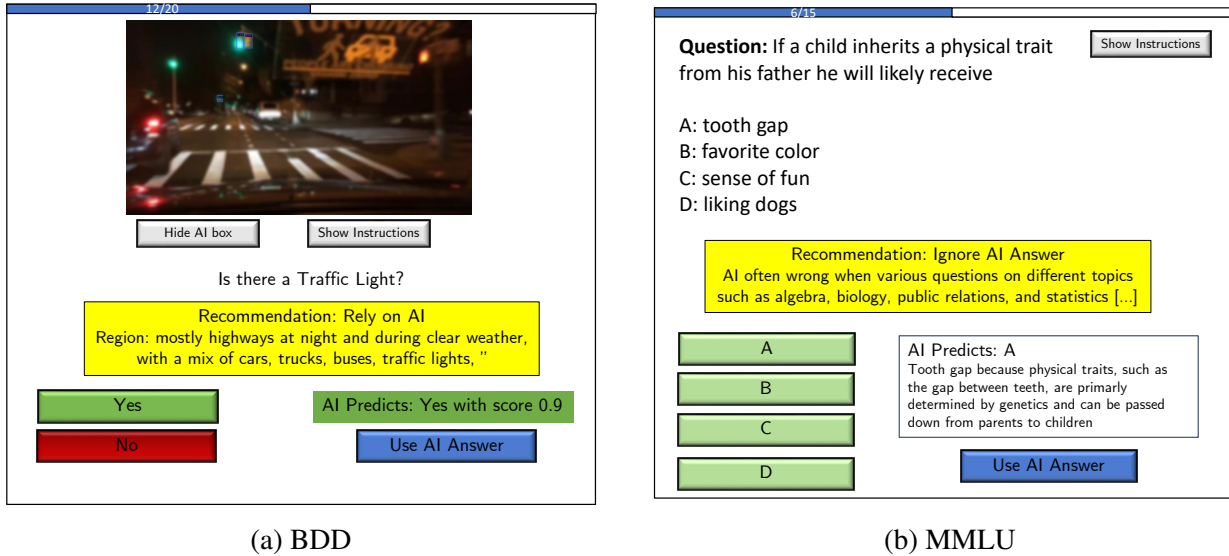 12/20
TURNING?
Hide AI box
Show Instructions
Is there a Traffic Light?
Recommendation: Rely on AI
Region: mostly highways at night and during clear weather,
with a mix of cars, trucks, buses, traffic lights, ”
Yes
AI Predicts: Yes with score 0.9
No
Use AI Answer
(a) BDD
6/15
Question: If a child inherits a physical trait
from his father he will likely receive
Show Instructions
A: tooth gap
B: favorite color
C: sense of fun
D: liking dogs
Recommendation: Ignore AI Answer
AI often wrong when various questions on different topics
such as algebra, biology, public relations, and statistics [...]
A
B
C
D
AI Predicts: A
Tooth gap because physical traits, such as
the gap between teeth, are primarly
determined by genetics and can be passed
down from parents to children
Use AI Answer
(b) MMLU